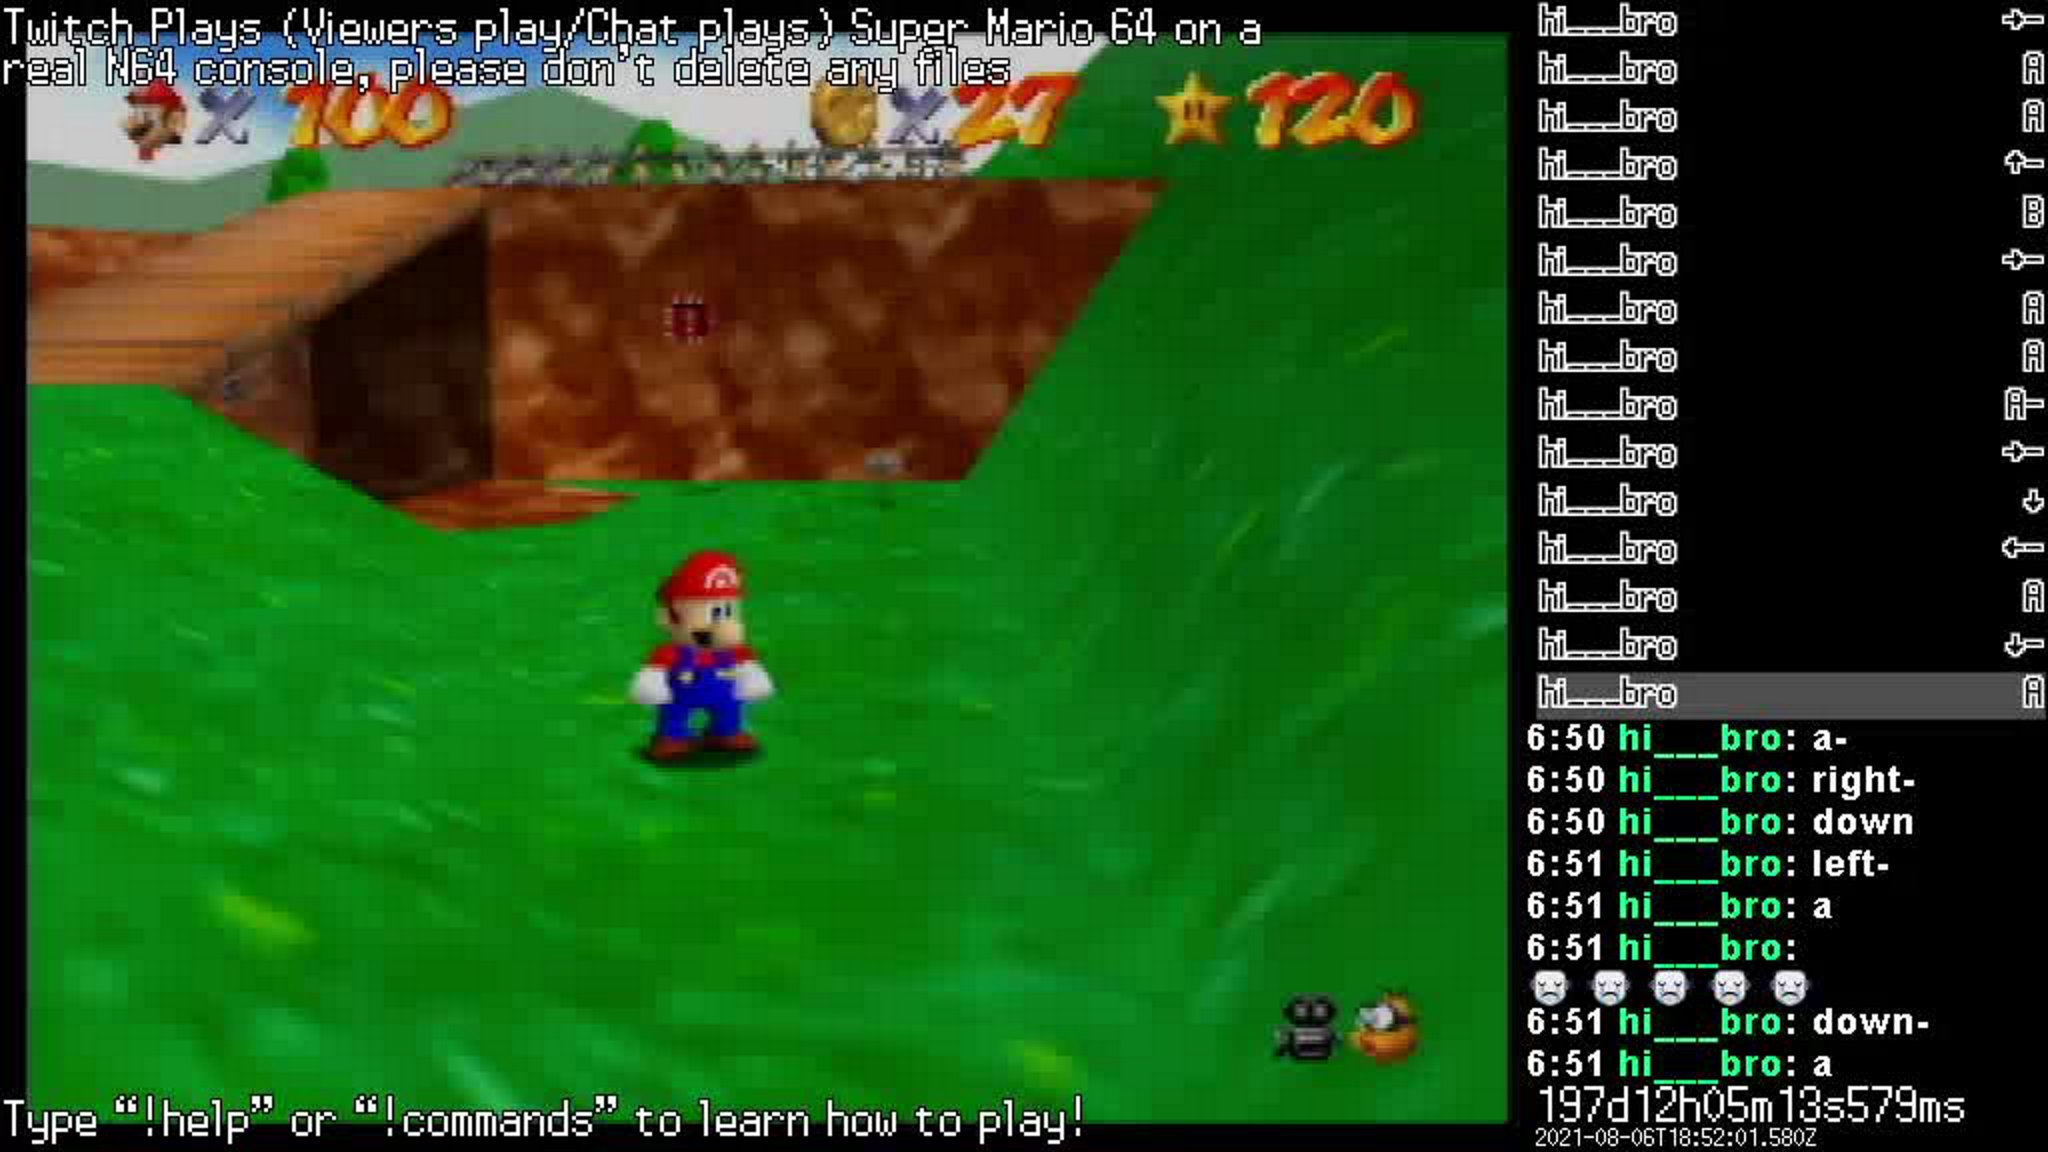 Twitch Plays (Viewers play/Chat plays) Super Mario 64 on a
real N64 console, please don't delete any files
× 100
× 27
120
hi___bro
hi___bro A
hi___bro A
hi___bro
hi___bro B
hi___bro
hi___bro A
hi___bro A
hi___bro A-
hi___bro
hi___bro
hi___bro
hi___bro A
hi___bro
hi___bro A
6:50 hi___bro: a-
6:50 hi___bro: right-
6:50 hi___bro: down
6:51 hi___bro: left-
6:51 hi___bro: a
6:51 hi___bro:
6:51 hi___bro: down-
6:51 hi___bro: a
197d12h05m13s579ms
2021-08-06T18:52:01.580Z
Type “!help” or “!commands” to learn how to play!